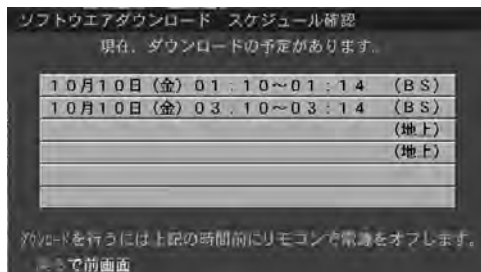 ソフトウエアダウンロード スケジュール確認
現在、ダウンロードの予定があります。
10月10日(金)01:10～01:14 (BS)
10月10日(金)03:10～03:14 (BS)
(地上)
(地上)
ダウンロードを行うには上記の時間前にリモコンで電源をオフします。
で前画面